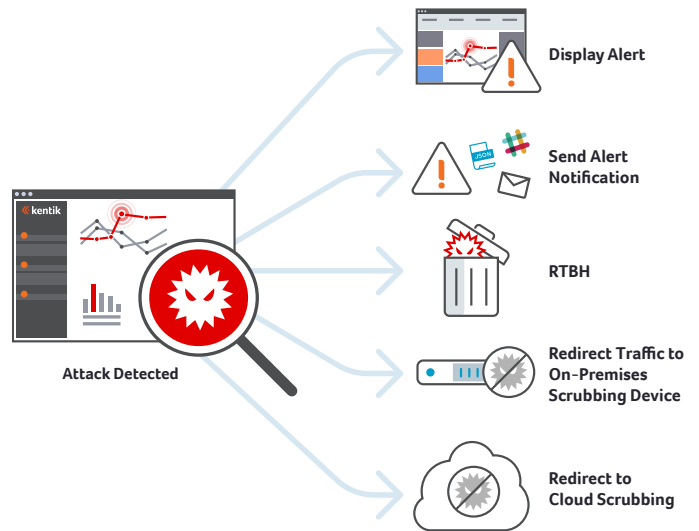 Display Alert
JSON
Send Alert
Notification
kentik
RTBH
Attack Detected
Redirect Traffic to
On-Premises
Scrubbing Device
Redirect to
Cloud Scrubbing